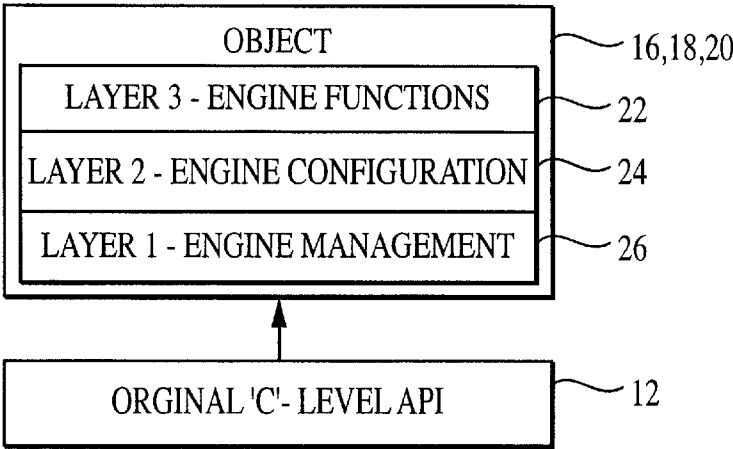 OBJECT
16,18,20
LAYER 3 - ENGINE FUNCTIONS
22
LAYER 2 - ENGINE CONFIGURATION
24
LAYER 1 - ENGINE MANAGEMENT
26
ORGINAL 'C'- LEVEL API
12